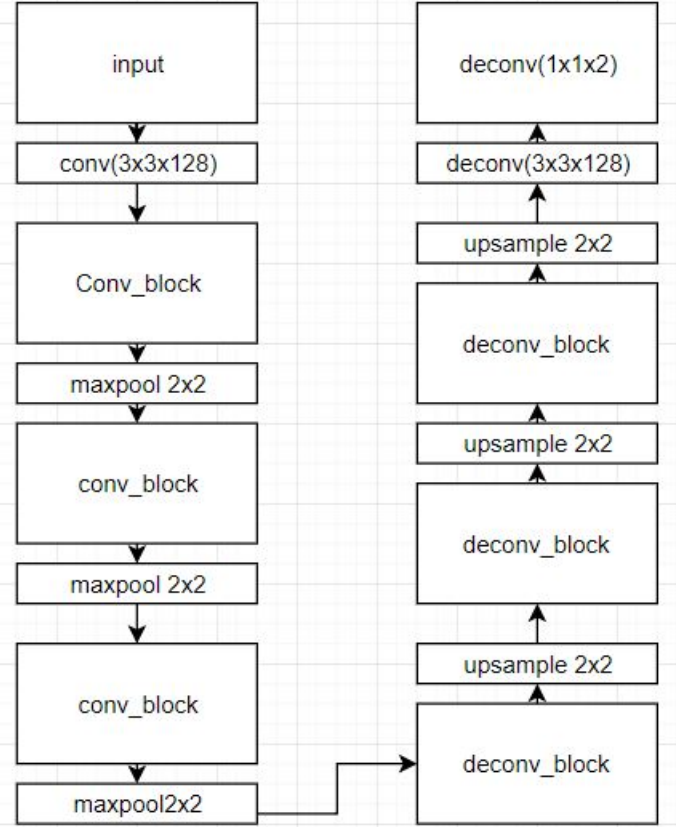 input
conv(3x3x128)
Conv_block
maxpool 2x2
conv_block
maxpool 2x2
conv_block
maxpool2x2
deconv_block
upsample 2x2
deconv_block
upsample 2x2
deconv_block
upsample 2x2
deconv(3x3x128)
deconv(1x1x2)